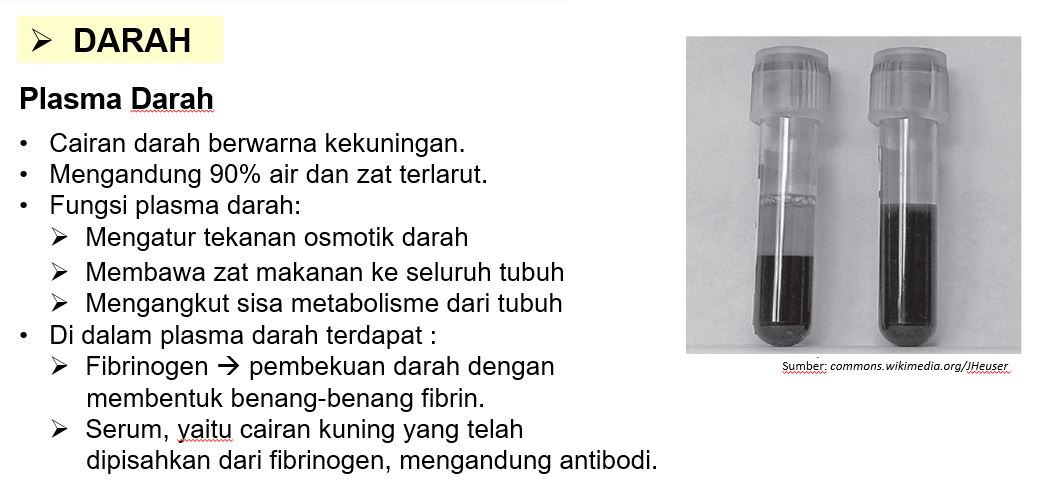 ➢ DARAH
Plasma Darah
• Cairan darah berwarna kekuningan.
• Mengandung 90% air dan zat terlarut.
• Fungsi plasma darah:
➢ Mengatur tekanan osmotik darah
➢ Membawa zat makanan ke seluruh tubuh
➢ Mengangkut sisa metabolisme dari tubuh
• Di dalam plasma darah terdapat :
➢ Fibrinogen → pembekuan darah dengan
membentuk benang-benang fibrin.
➢ Serum, yaitu cairan kuning yang telah
dipisahkan dari fibrinogen, mengandung antibodi.
Sumber: commons.wikimedia.org/JHeuser